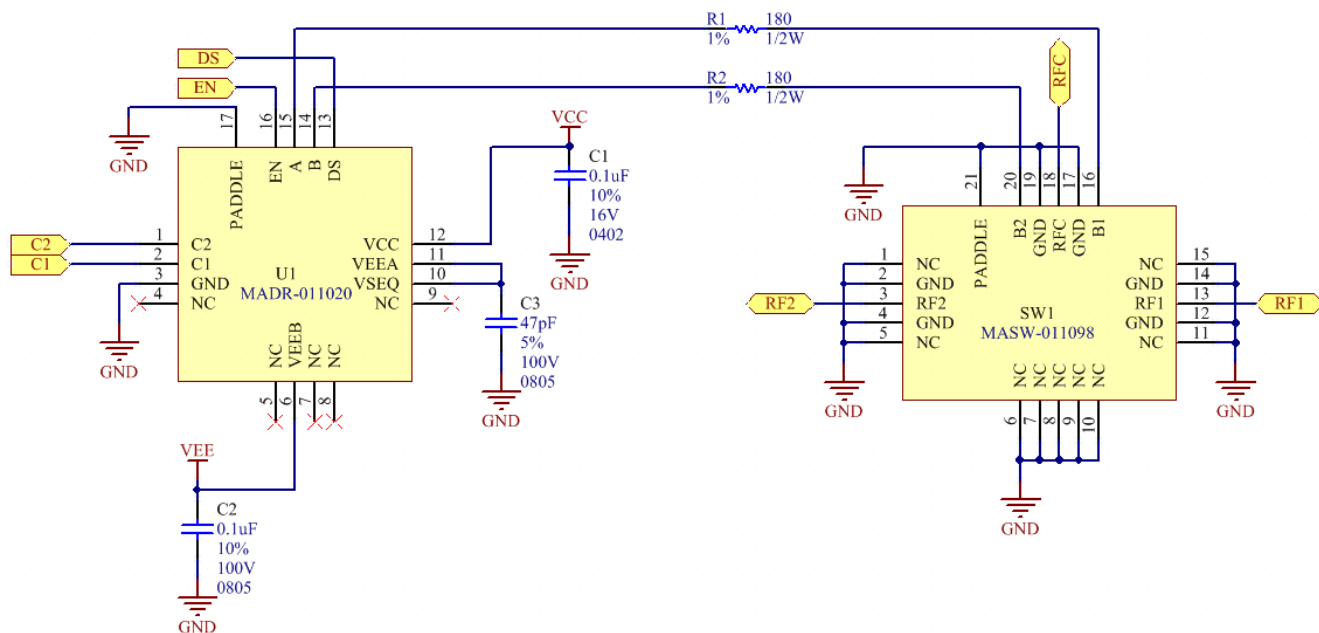 R1 180
1% 1/2W
DS
RFC
R2 180
EN
1% 1/2W
17 16 15 14 13
VCC
GND
PADDLE EN A B DS
C1
0.1uF
10%
16V
0402
GND
21 20 19 18 17 16
GND
PADDLE B2 GND RFC GND B1
C2 1 C2 VCC 12
C1 2 C1 VEEA 11
3 GND U1 VSEQ 10
MADR-011020
4 NC NC 9
GND
C3
47pF
5%
100V
0805
GND
NC VEEB NC NC
5 6 7 8
1 NC NC 15
2 GND GND 14
RF2 3 RF2 RF1 13 RF1
SW1
4 GND GND 12
MASW-011098
5 NC NC 11
GND
GND
NC NC NC NC NC
6 7 8 9 10
GND
VEE
C2
0.1uF
10%
100V
0805
GND